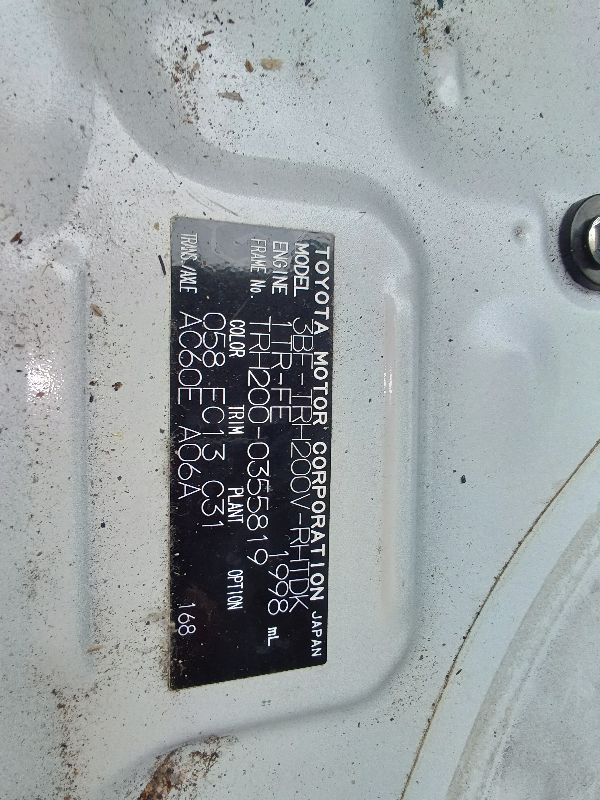 TOYOTA MOTOR CORPORATION JAPAN
MODEL 3BF-TRH200V-RHTDK
ENGINE 1TR-FE 1998 mL
FRAME No. TRH200-0355819
COLOR TRIM PLANT OPTION
058 EC13 C31
TRANS./AXLE AC60E A06A 168